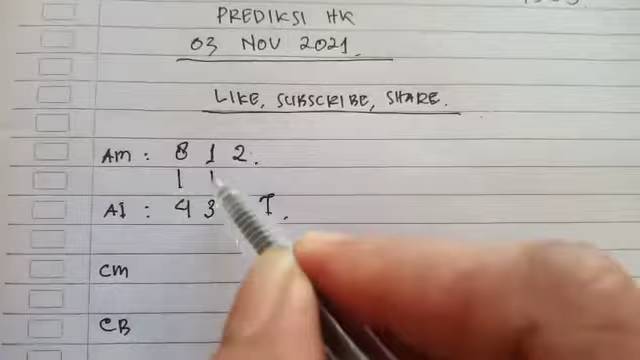 PREDIKSI HK
03 NOV 2021.
LIKE, SUBSCRIBE, SHARE.
AM : 8 1 2.
AI : 4 3 7.
CM
CB